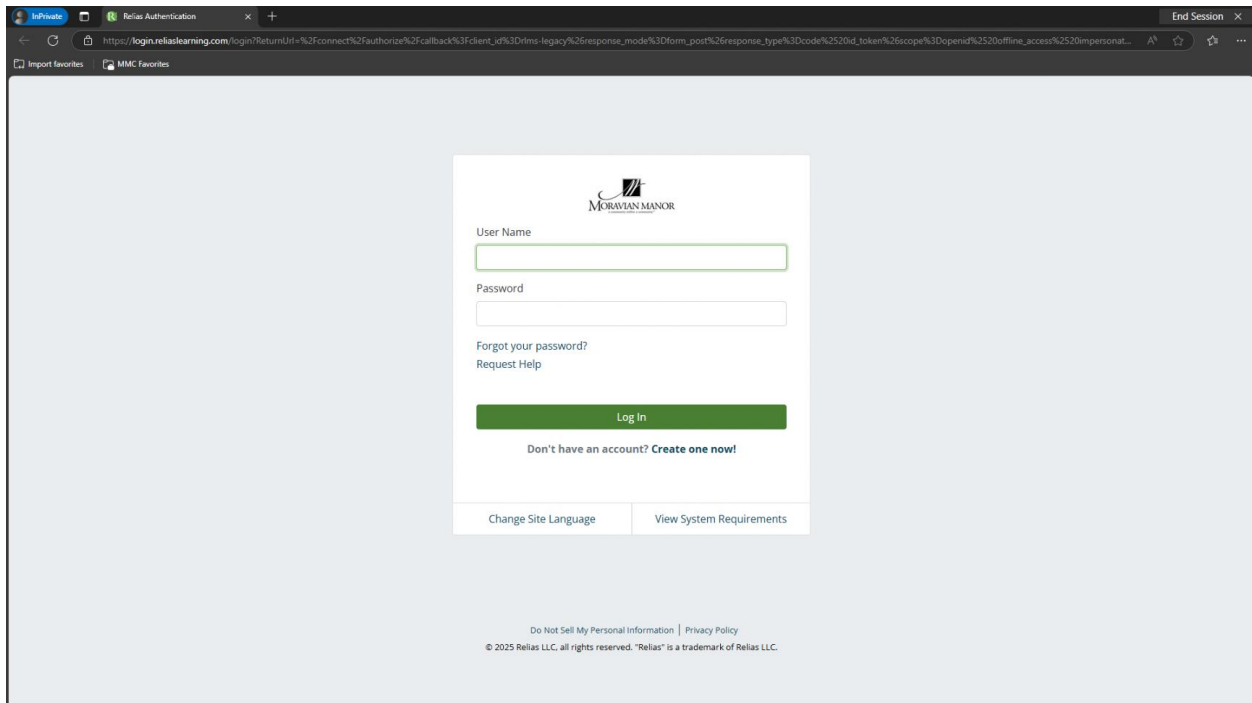 InPrivate
Relias Authentication
End Session
https://login.reliaslearning.com/login?ReturnUrl=%2Fconnect%2Fauthorize%2Fcallback%3Fclient_id%3Drlms-legacy%26response_mode%3Dform_post%26response_type%3Dcode%2520id_token%26scope%3Dopenid%2520offline_access%2520impersonat...
Import favorites
MMC Favorites
MORAVIAN MANOR
User Name
Password
Forgot your password?
Request Help
Log In
Don't have an account? Create one now!
Change Site Language
View System Requirements
Do Not Sell My Personal Information | Privacy Policy
© 2025 Relias LLC, all rights reserved. "Relias" is a trademark of Relias LLC.